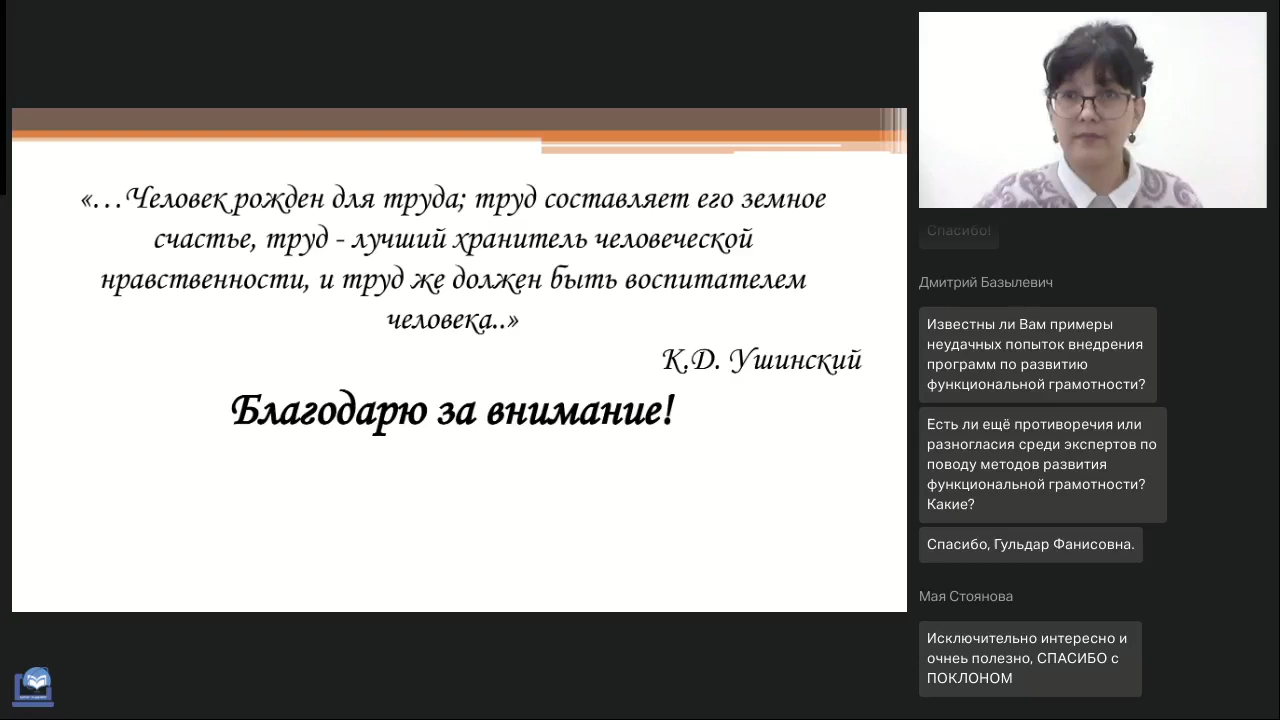 «…Человек рожден для труда; труд составляет его земное
счастье, труд - лучший хранитель человеческой
нравственности, и труд же должен быть воспитателем
человека..»
К.Д. Ушинский
Благодарю за внимание!
Спасибо!
Дмитрий Базылевич
Известны ли Вам примеры
неудачных попыток внедрения
программ по развитию
функциональной грамотности?
Есть ли ещё противоречия или
разногласия среди экспертов по
поводу методов развития
функциональной грамотности?
Какие?
Спасибо, Гульдар Фанисовна.
Мая Стоянова
Исключительно интересно и
очнеь полезно, СПАСИБО с
ПОКЛОНОМ